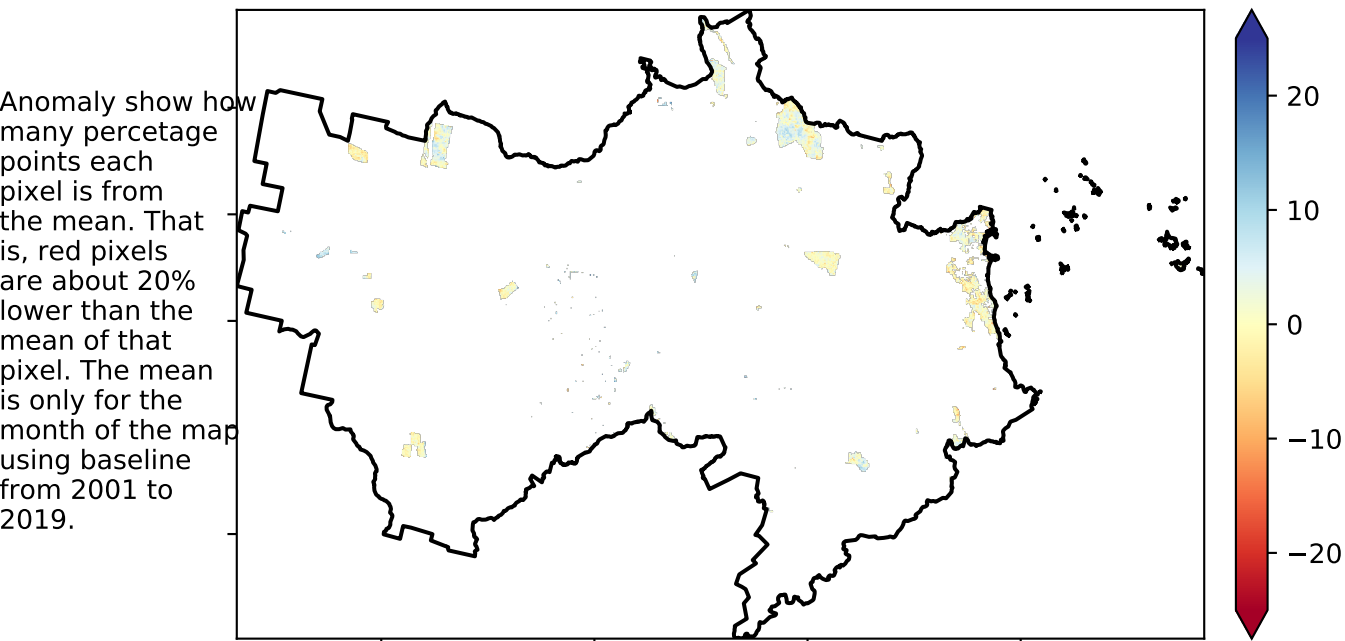 Anomaly show how
many percetage
points each
pixel is from
the mean. That
is, red pixels
are about 20%
lower than the
mean of that
pixel. The mean
is only for the
month of the map
using baseline
from 2001 to
2019.
20
10
0
−10
−20